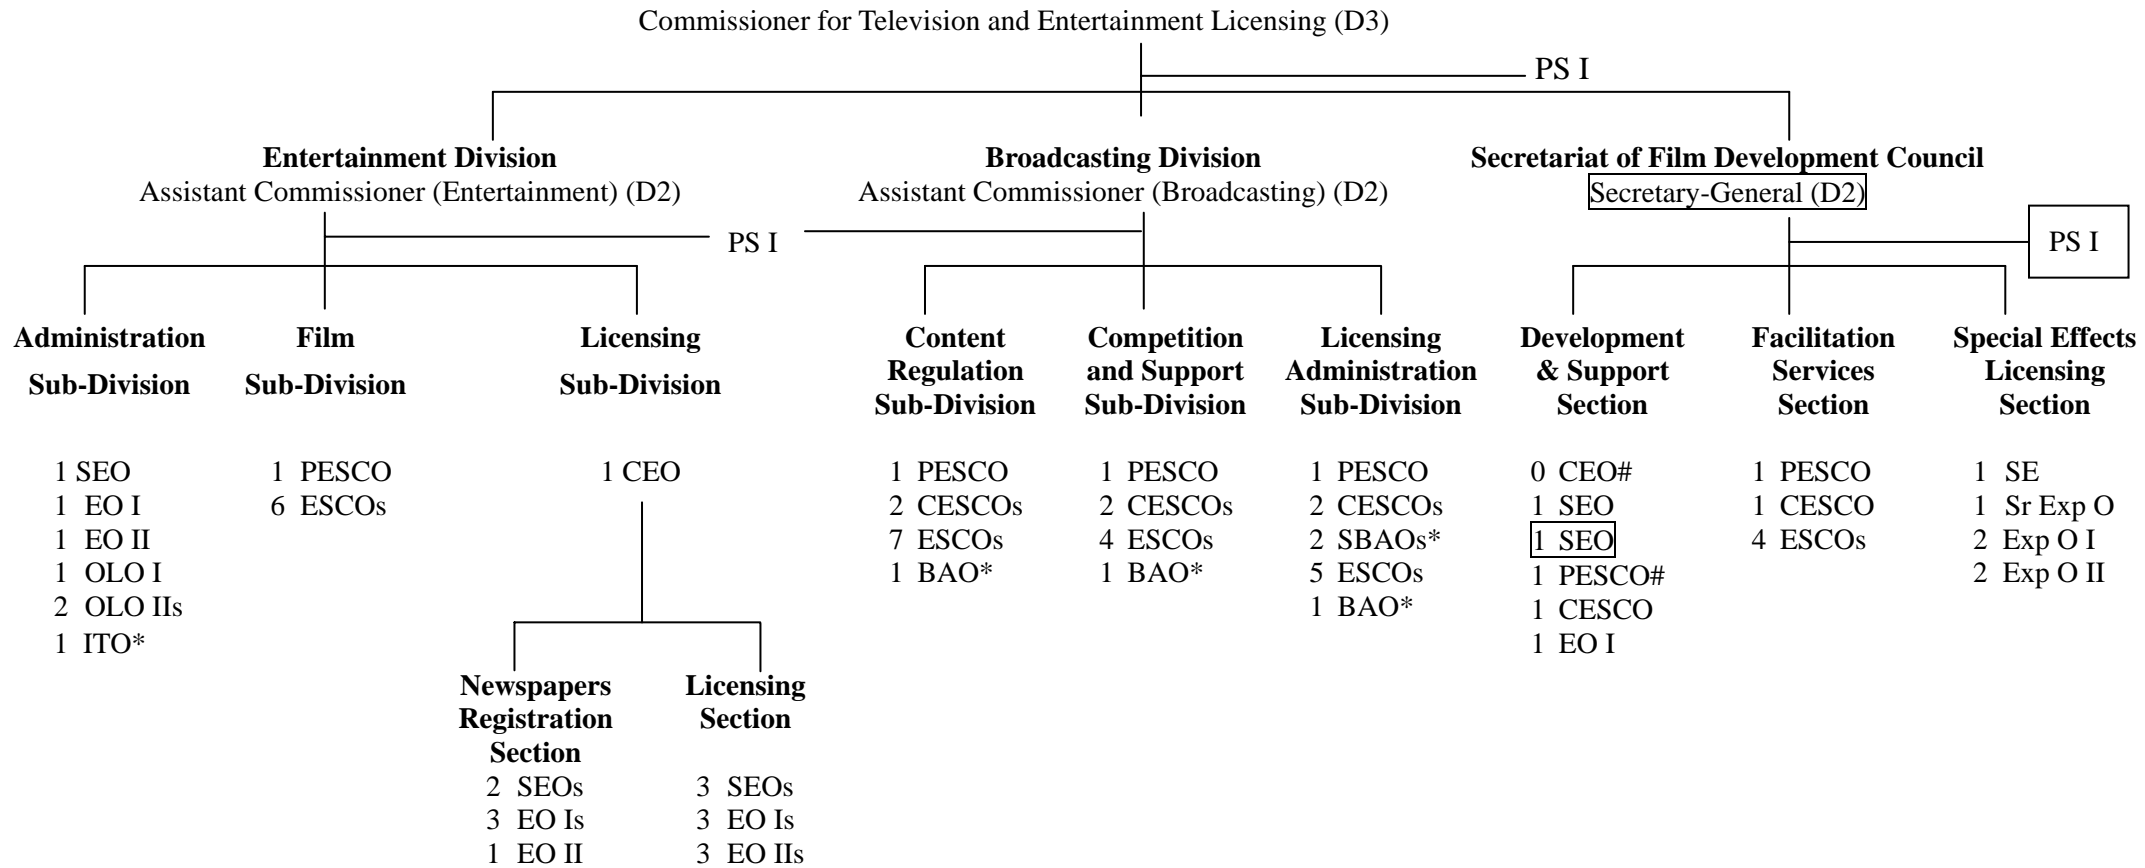 Commissioner for Television and Entertainment Licensing (D3)
PS I
Entertainment Division
Assistant Commissioner (Entertainment) (D2)
Broadcasting Division
Assistant Commissioner (Broadcasting) (D2)
Secretariat of Film Development Council
Secretary-General (D2)
PS I
PS I
Administration
Sub-Division
1 SEO
1 EO I
1 EO II
1 OLO I
2 OLO IIs
1 ITO*
Film
Sub-Division
1 PESCO
6 ESCOs
Licensing
Sub-Division
1 CEO
Newspapers
Registration
Section
2 SEOs
3 EO Is
1 EO II
Licensing
Section
3 SEOs
3 EO Is
3 EO IIs
Content
Regulation
Sub-Division
1 PESCO
2 CESCOs
7 ESCOs
1 BAO*
Competition
and Support
Sub-Division
1 PESCO
2 CESCOs
4 ESCOs
1 BAO*
Licensing
Administration
Sub-Division
1 PESCO
2 CESCOs
2 SBAOs*
5 ESCOs
1 BAO*
Development
& Support
Section
0 CEO#
1 SEO
1 SEO
1 PESCO#
1 CESCO
1 EO I
Facilitation
Services
Section
1 PESCO
1 CESCO
4 ESCOs
Special Effects
Licensing
Section
1 SE
1 Sr Exp O
2 Exp O I
2 Exp O II